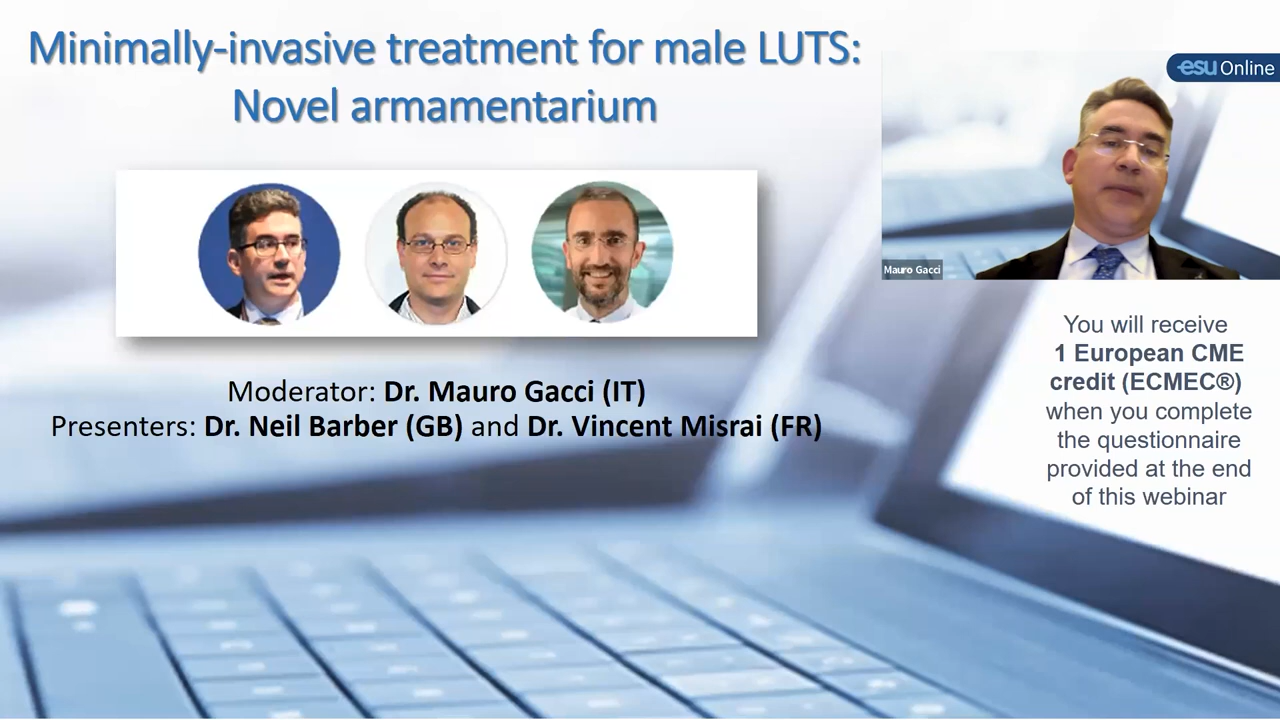 Minimally-invasive treatment for male LUTS:
Novel armamentarium
esu Online
Mauro Gacci
Moderator: Dr. Mauro Gacci (IT)
Presenters: Dr. Neil Barber (GB) and Dr. Vincent Misrai (FR)
You will receive
1 European CME
credit (ECMEC®)
when you complete
the questionnaire
provided at the end
of this webinar